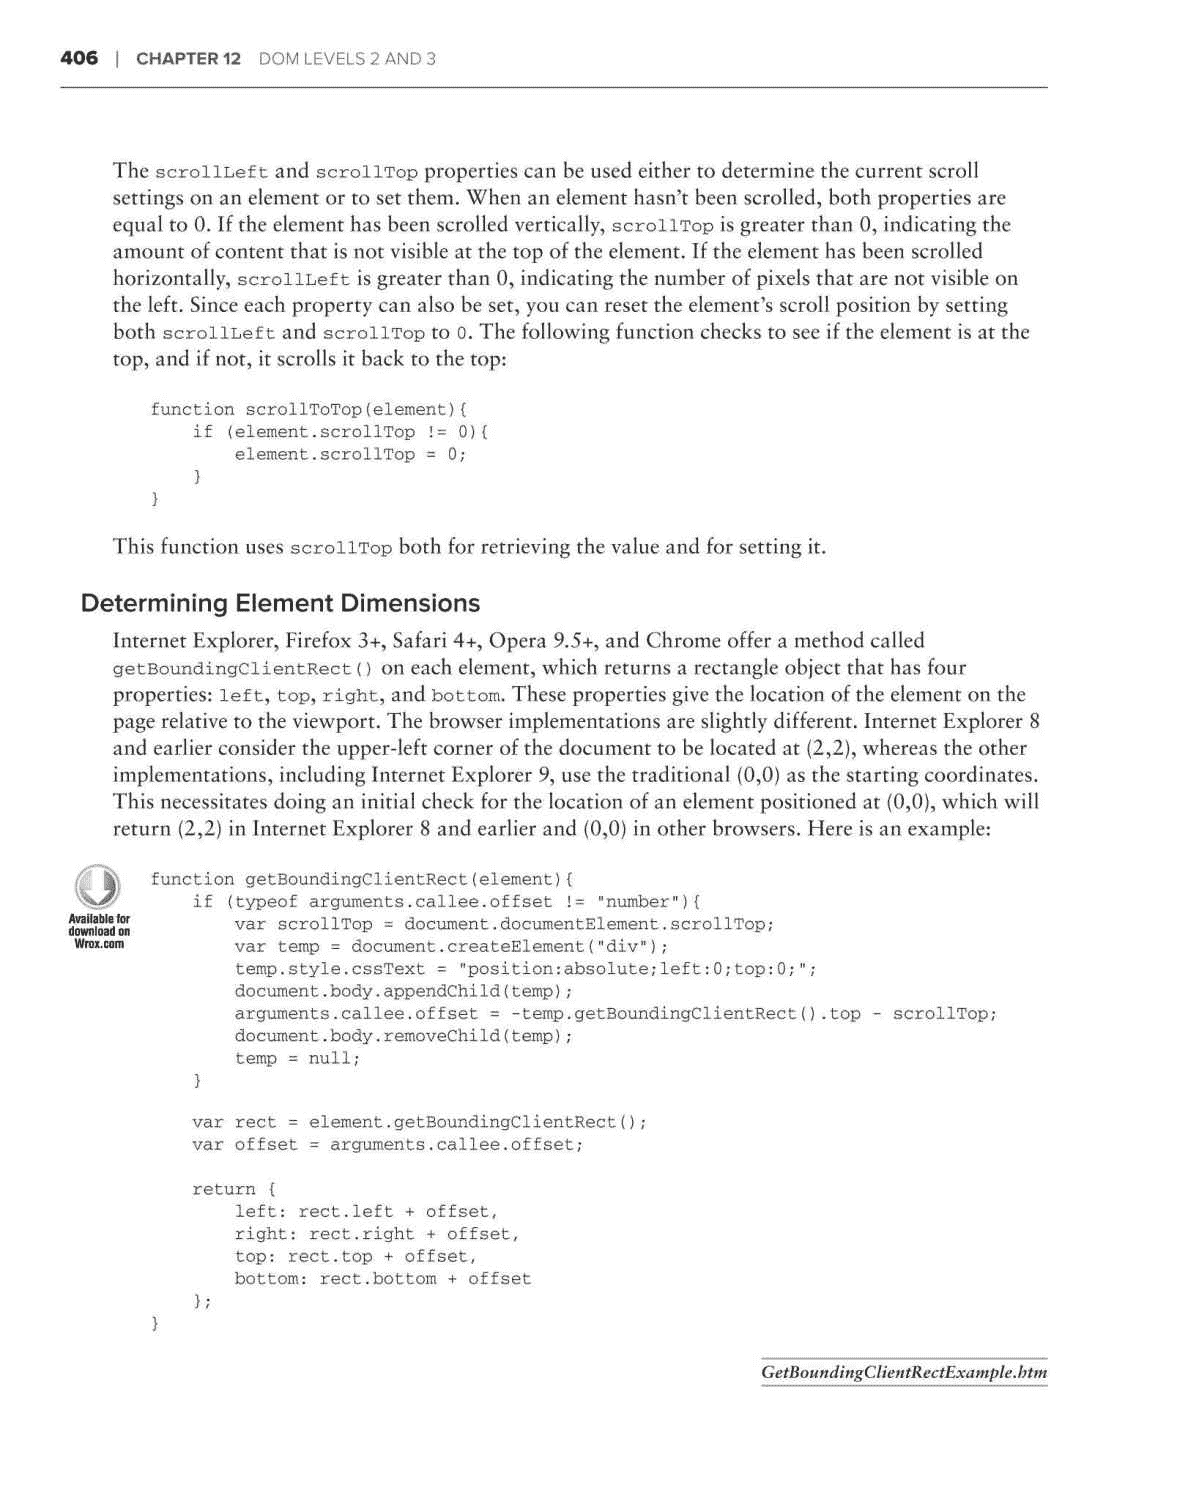 406 | CHAPTER 12 DOM LEVELS 2 AND 3
The scrollLeft and scrollTop properties can be used either to determine the current scroll
settings on an element or to set them. When an element hasn’t been scrolled, both properties are
equal to 0. If the element has been scrolled vertically, scrollTop is greater than 0, indicating the
amount of content that is not visible at the top of the element. If the element has been scrolled
horizontally, scrollLeft is greater than 0, indicating the number of pixels that are not visible on
the left. Since each property can also be set, you can reset the element’s scroll position by setting
both scrollLeft and scrollTop to 0. The following function checks to see if the element is at the
top, and if not, it scrolls it back to the top:
function scrollToTop(element){
    if (element.scrollTop != 0){
        element.scrollTop = 0;
    }
}
This function uses scrollTop both for retrieving the value and for setting it.
Determining Element Dimensions
Internet Explorer, Firefox 3+, Safari 4+, Opera 9.5+, and Chrome offer a method called
getBoundingClientRect() on each element, which returns a rectangle object that has four
properties: left, top, right, and bottom. These properties give the location of the element on the
page relative to the viewport. The browser implementations are slightly different. Internet Explorer 8
and earlier consider the upper-left corner of the document to be located at (2,2), whereas the other
implementations, including Internet Explorer 9, use the traditional (0,0) as the starting coordinates.
This necessitates doing an initial check for the location of an element positioned at (0,0), which will
return (2,2) in Internet Explorer 8 and earlier and (0,0) in other browsers. Here is an example:
Available for
download on
Wrox.com
function getBoundingClientRect(element){
    if (typeof arguments.callee.offset != "number"){
        var scrollTop = document.documentElement.scrollTop;
        var temp = document.createElement("div");
        temp.style.cssText = "position:absolute;left:0;top:0;";
        document.body.appendChild(temp);
        arguments.callee.offset = -temp.getBoundingClientRect().top - scrollTop;
        document.body.removeChild(temp);
        temp = null;
    }
    var rect = element.getBoundingClientRect();
    var offset = arguments.callee.offset;
    return {
        left: rect.left + offset,
        right: rect.right + offset,
        top: rect.top + offset,
        bottom: rect.bottom + offset
    };
}
GetBoundingClientRectExample.htm